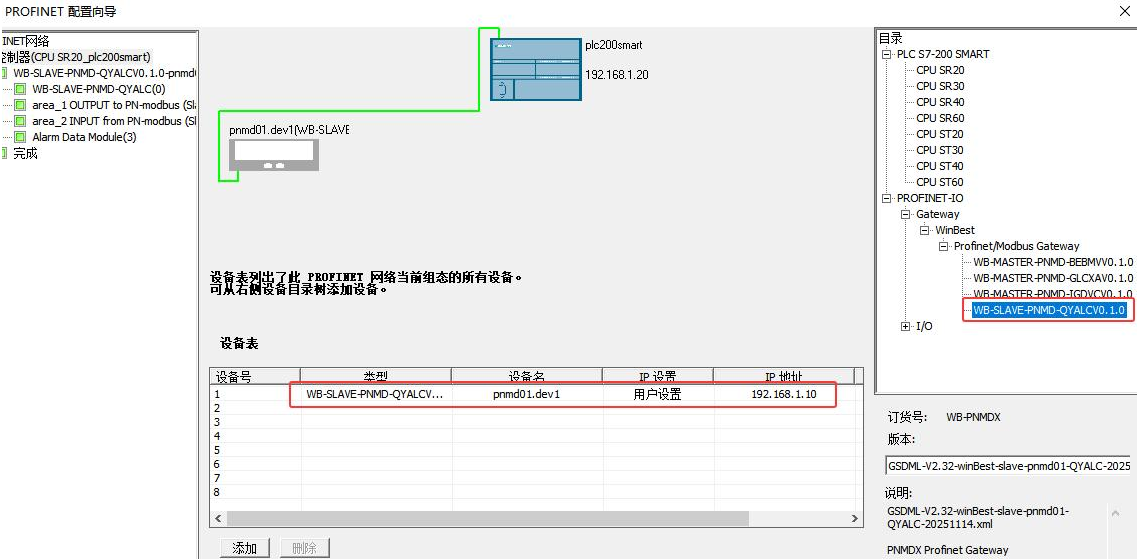 PROFINET 配置向导
INET网络
控制器(CPU SR20_plc200smart)
WB-SLAVE-PNMD-QYALCV0.1.0-pnmd
WB-SLAVE-PNMD-QYALC(0)
area_1 OUTPUT to PN-modbus (Sl
area_2 INPUT from PN-modbus (Sl
Alarm Data Module(3)
完成
plc200smart
192.168.1.20
pnmd01.dev1(WB-SLAVE
设备表列出了此 PROFINET 网络当前组态的所有设备。
可从右侧设备目录树添加设备。
设备表
设备号 类型 设备名 IP 设置 IP 地址
1 WB-SLAVE-PNMD-QYALCV... pnmd01.dev1 用户设置 192.168.1.10
2
3
4
5
6
7
8
添加 删除
目录
PLC S7-200 SMART
CPU SR20
CPU SR30
CPU SR40
CPU SR60
CPU ST20
CPU ST30
CPU ST40
CPU ST60
PROFINET-IO
Gateway
WinBest
Profinet/Modbus Gateway
WB-MASTER-PNMD-BEBMVV0.1.0
WB-MASTER-PNMD-GLCXAV0.1.0
WB-MASTER-PNMD-IGDVCV0.1.0
WB-SLAVE-PNMD-QYALCV0.1.0
I/O
订货号: WB-PNMDX
版本:
GSDML-V2.32-winBest-slave-pnmd01-QYALC-2025
说明:
GSDML-V2.32-winBest-slave-pnmd01-
QYALC-20251114.xml
PNMDX Profinet Gateway